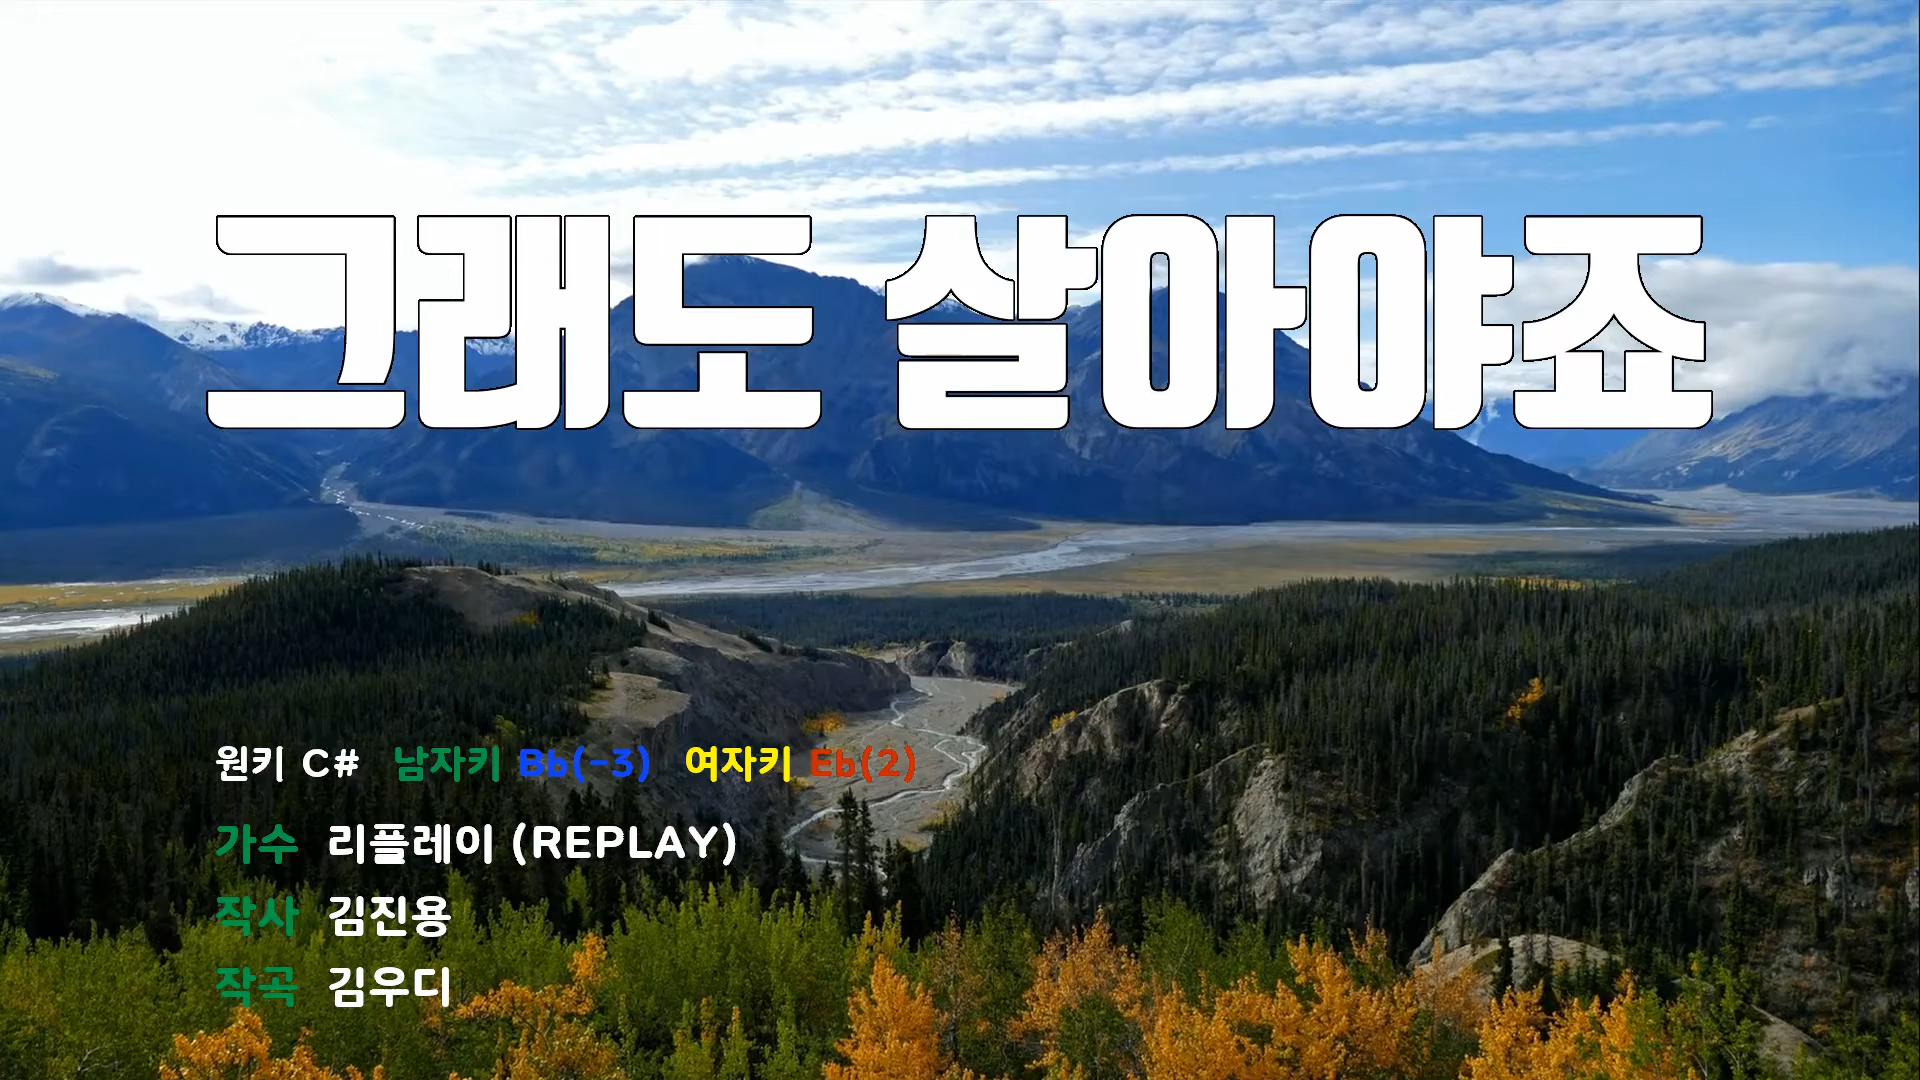 그래도 살아야죠
원키 C# 남자키 Bb(-3) 여자키 Eb(2)
가수 리플레이 (REPLAY)
작사 김진용
작곡 김우디